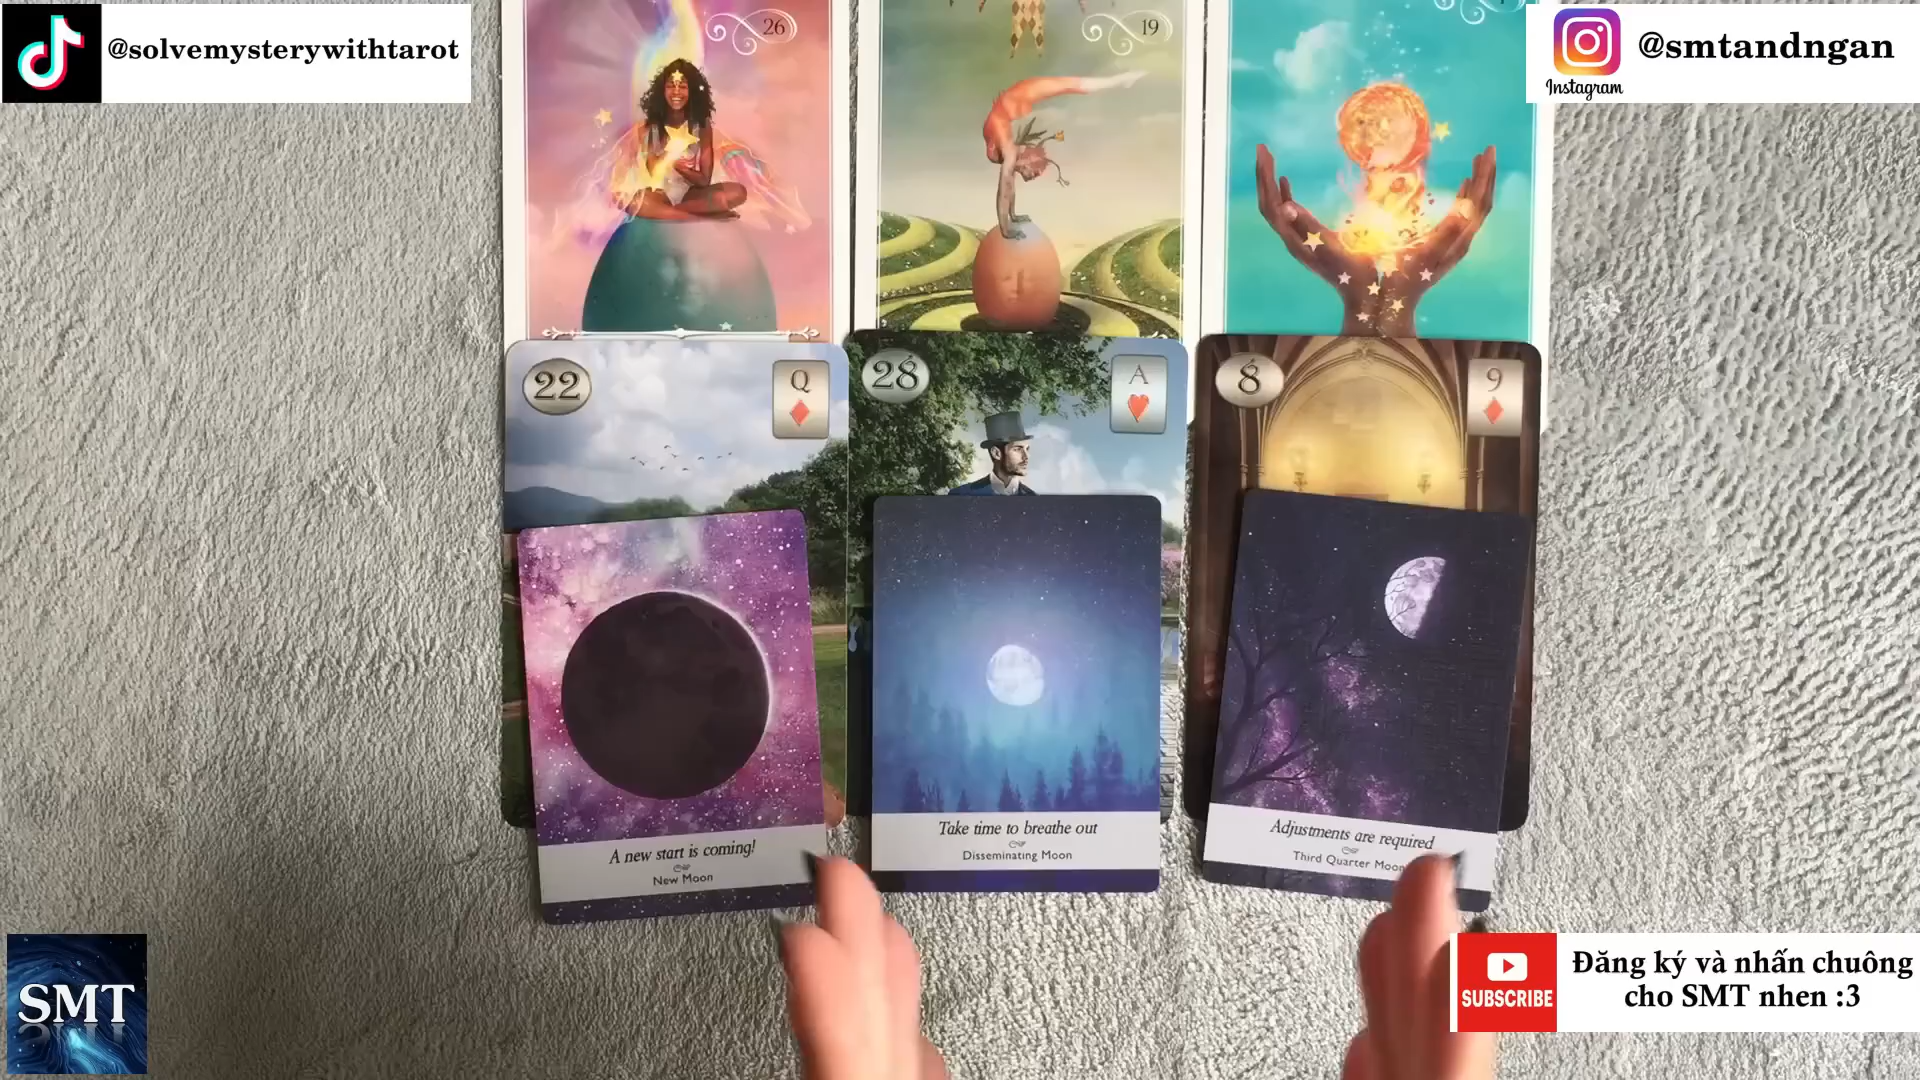 @solvemysterywithtarot
26
19
Instagram
@smtandngan
22
Q
28
A
8
9
A new start is coming!
New Moon
Take time to breathe out
Disseminating Moon
Adjustments are required
Third Quarter Moon
SMT
SUBSCRIBE
Đăng ký và nhấn chuông
cho SMT nhen :3